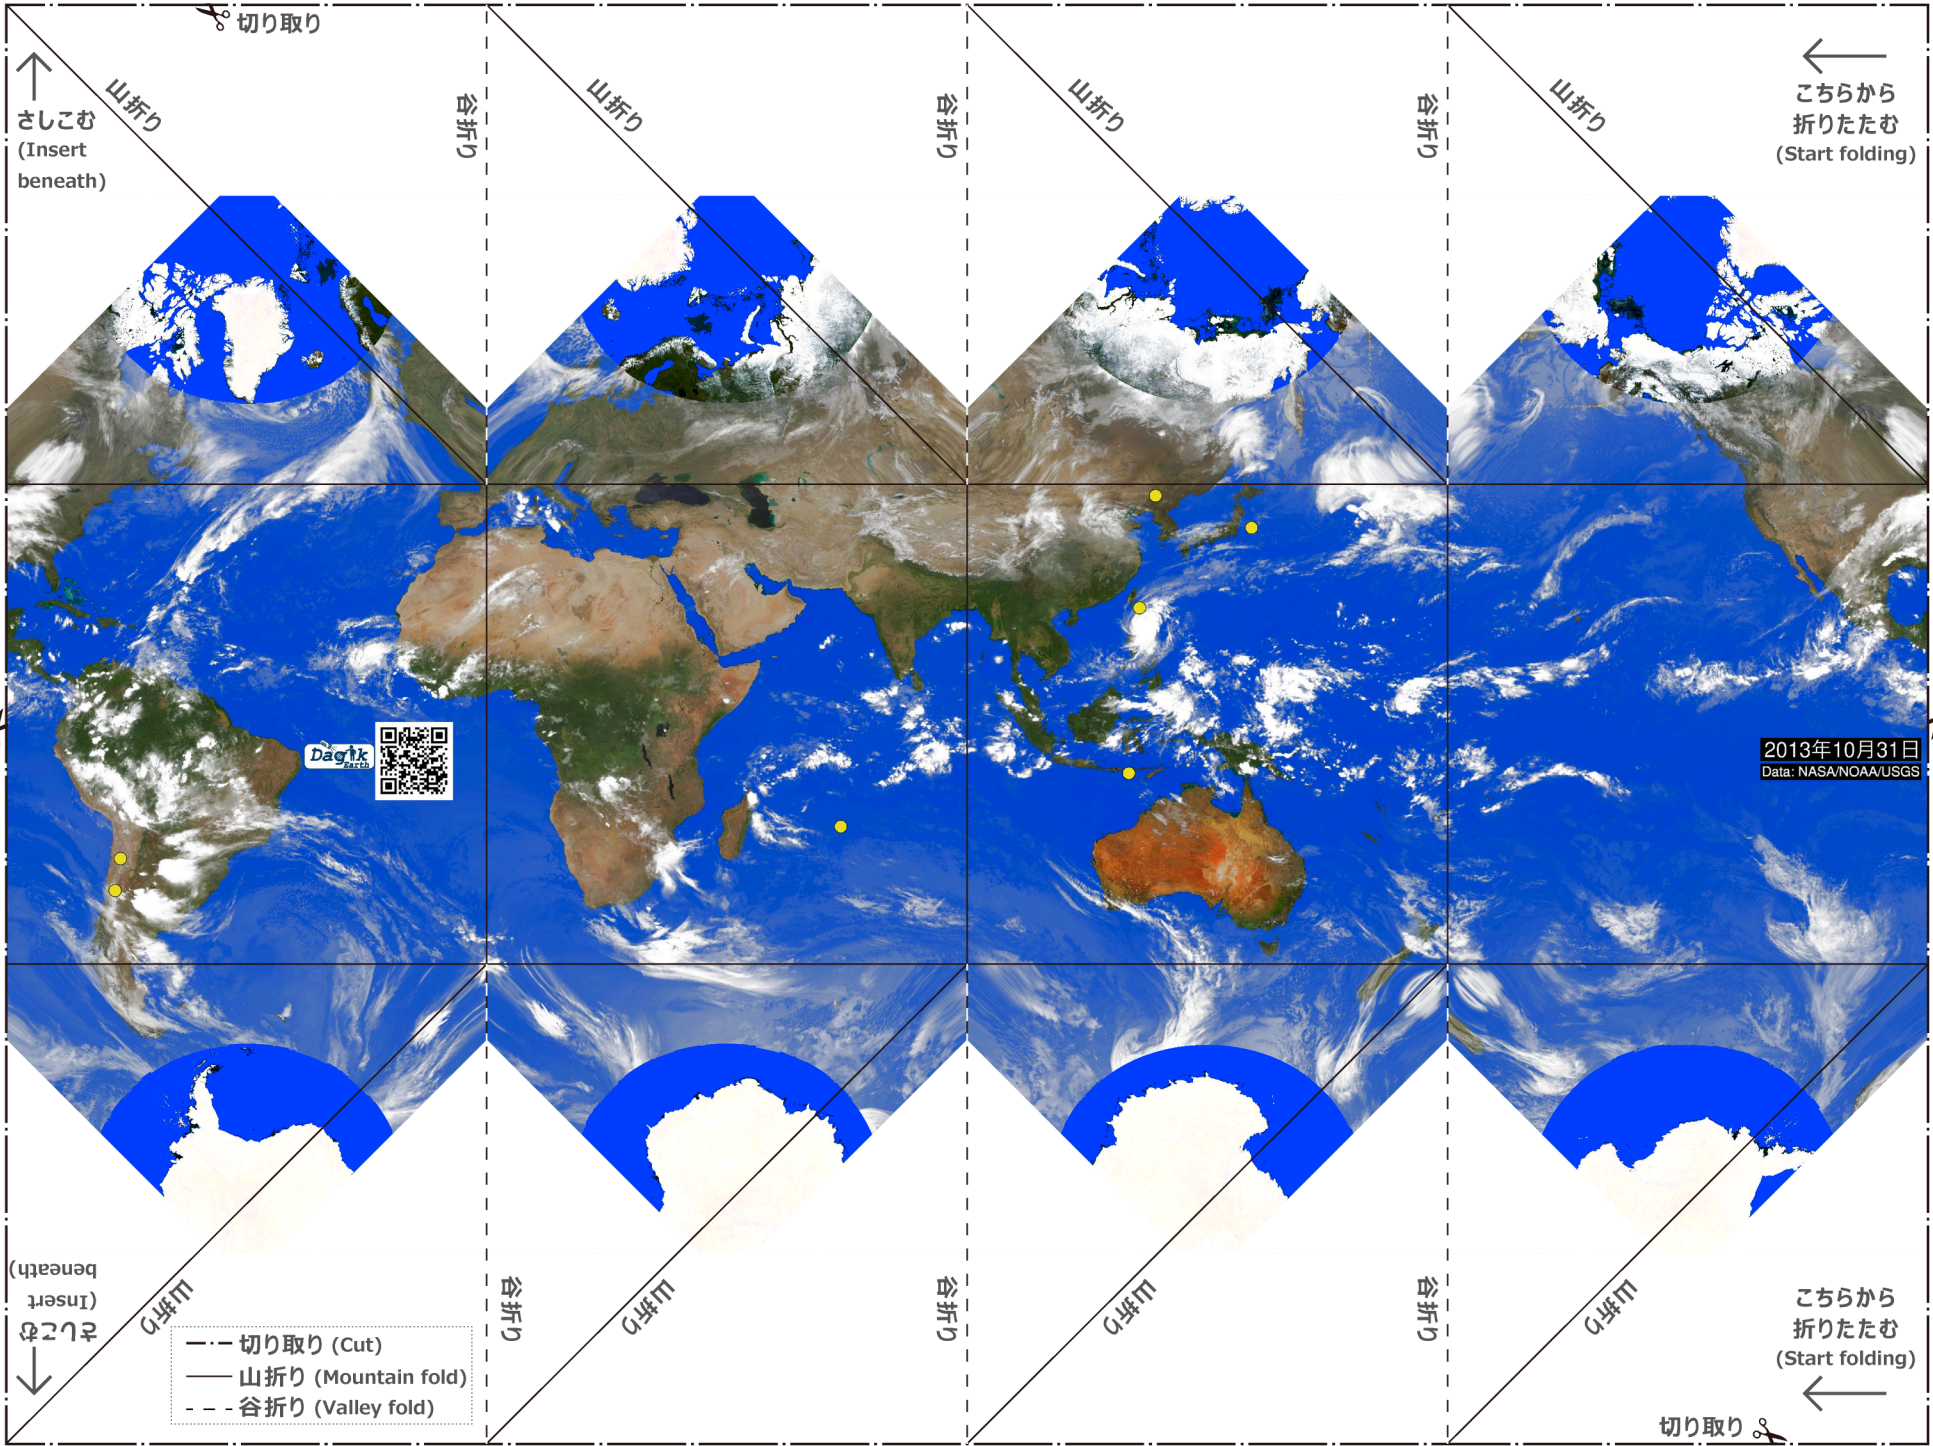 切り取り
山折り
谷折り
山折り
谷折り
山折り
谷折り
山折り
さしこむ
(Insert
beneath)
こちらから
折りたたむ
(Start folding)
Dagik
Earth
2013年10月31日
Data: NASA/NOAA/USGS
さしこむ
(Insert
beneath)
山折り
谷折り
山折り
谷折り
山折り
谷折り
山折り
切り取り (Cut)
山折り (Mountain fold)
谷折り (Valley fold)
こちらから
折りたたむ
(Start folding)
切り取り